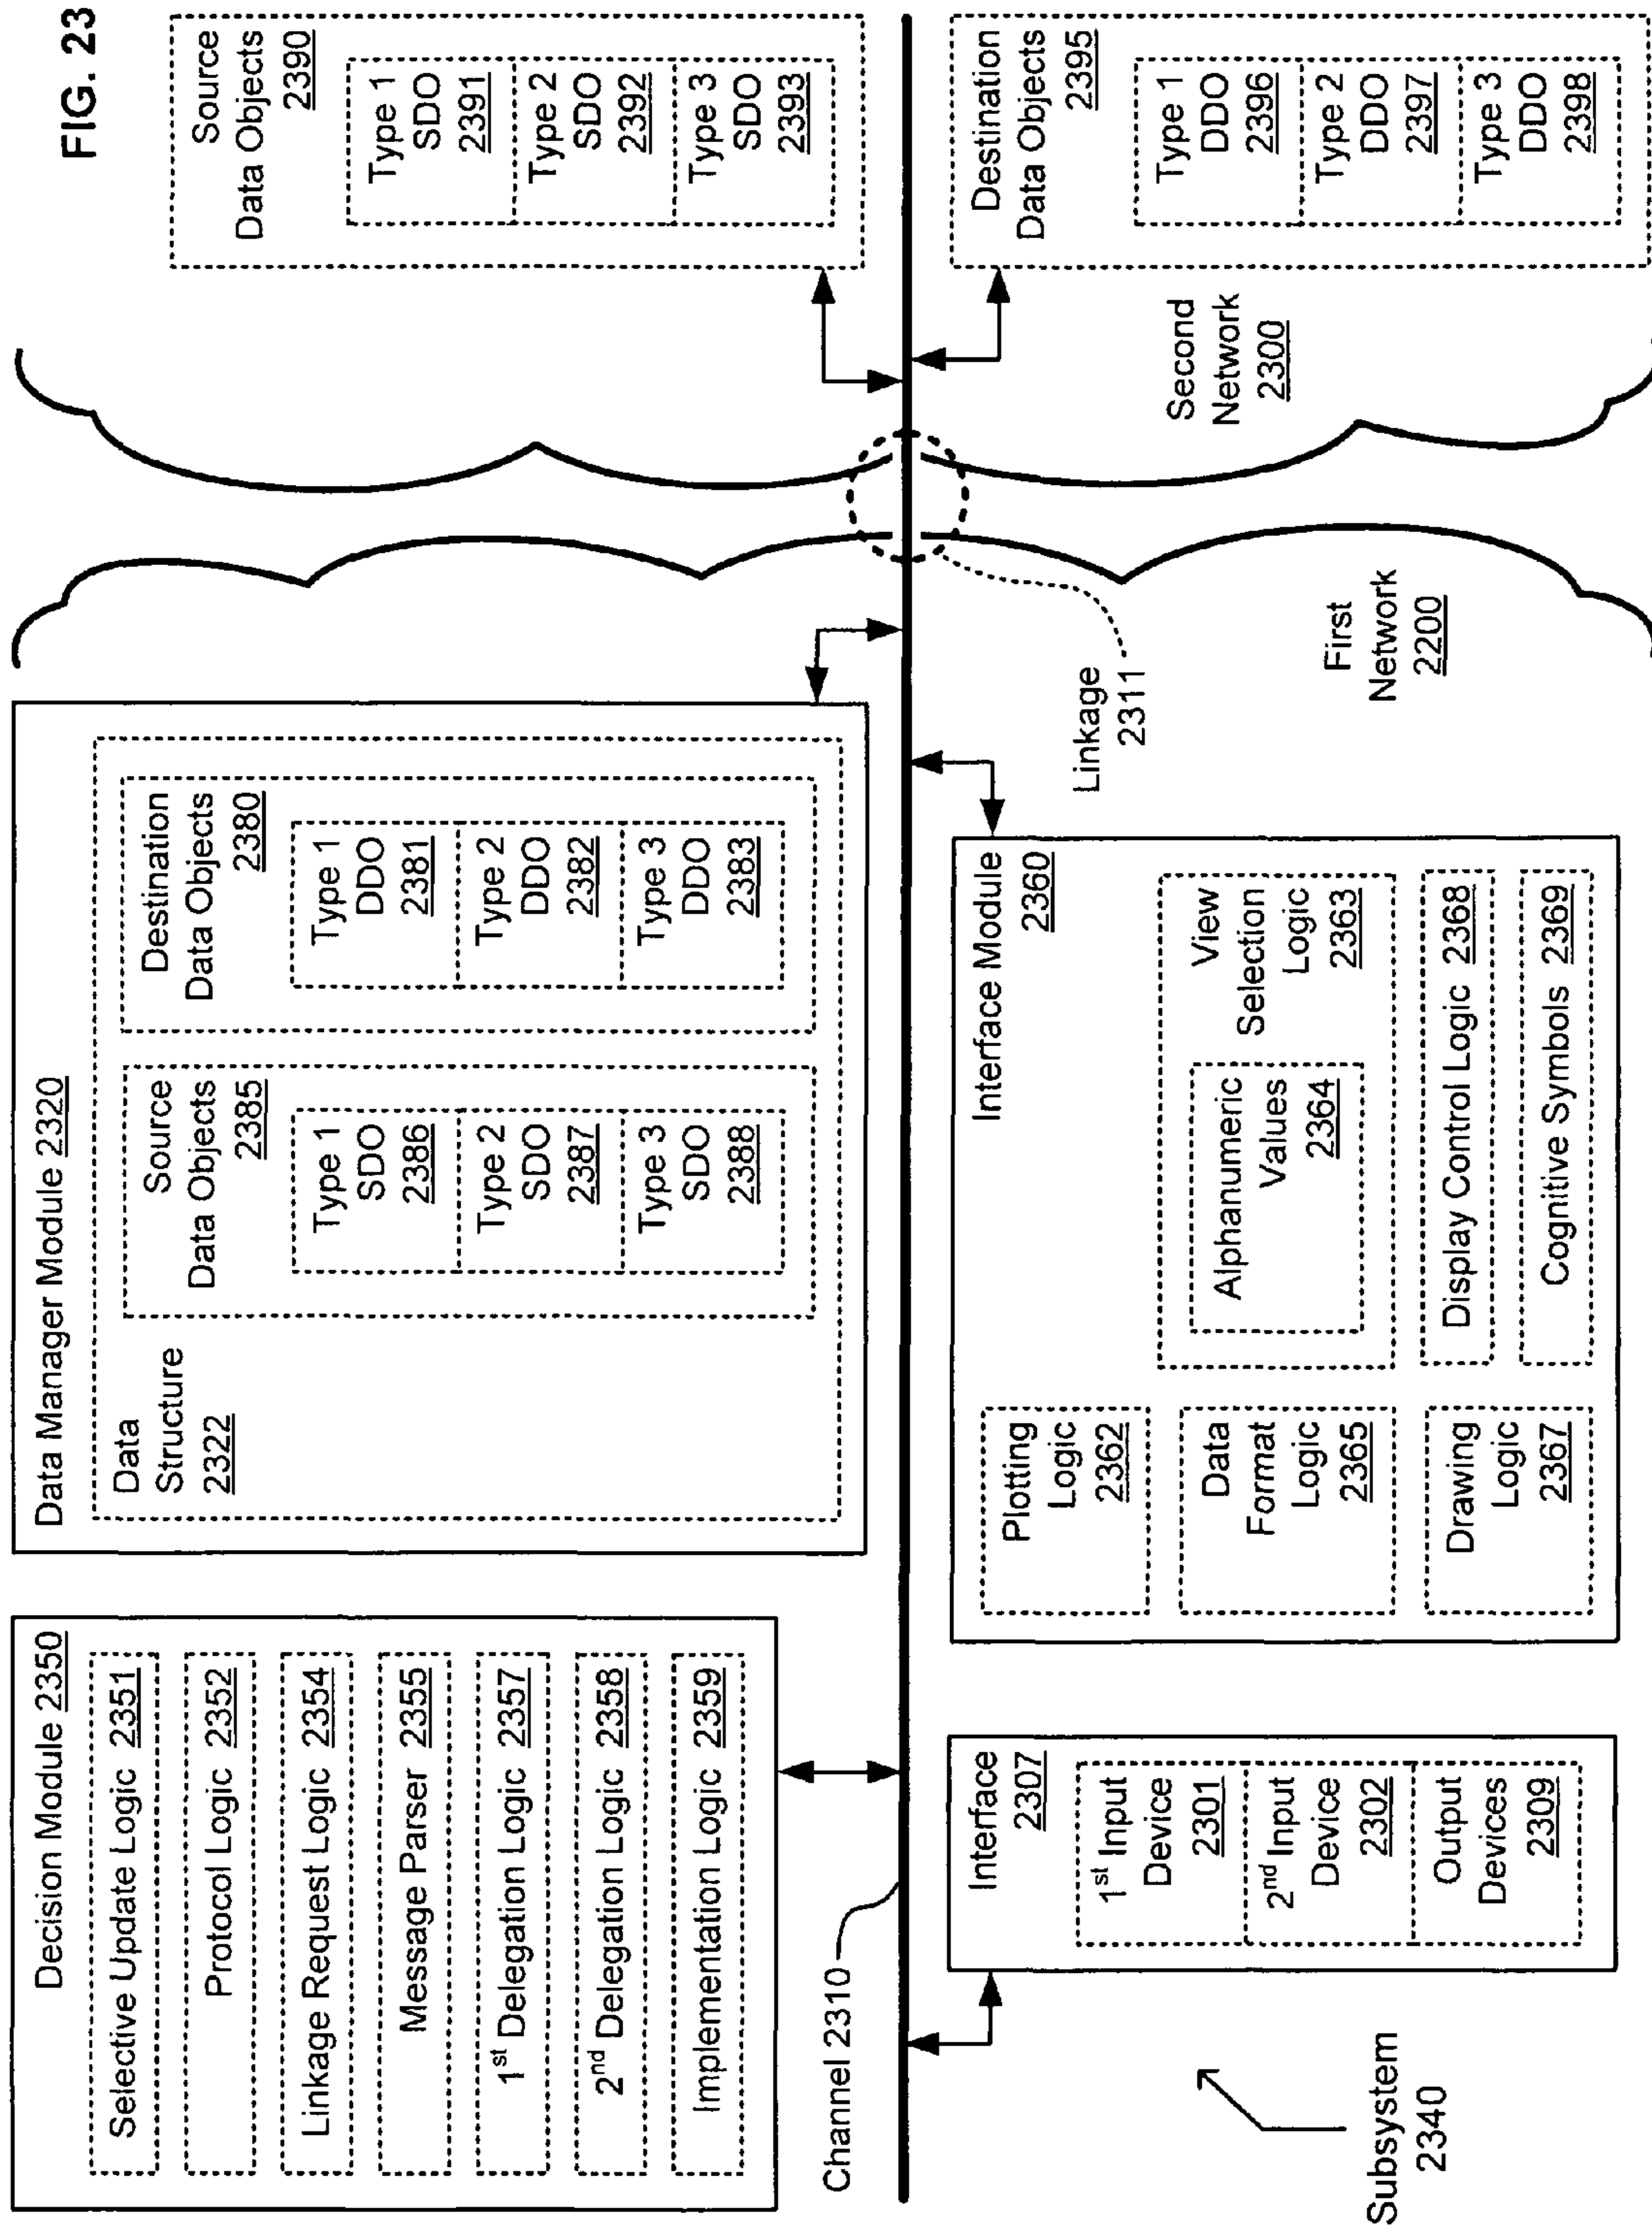 FIG. 23
Decision Module 2350
Selective Update Logic 2351
Protocol Logic 2352
Linkage Request Logic 2354
Message Parser 2355
1st Delegation Logic 2357
2nd Delegation Logic 2358
Implementation Logic 2359
Data Manager Module 2320
Data
Structure
2322
Source
Data Objects
2385
Type 1
SDO
2386
Type 2
SDO
2387
Type 3
SDO
2388
Destination
Data Objects
2380
Type 1
DDO
2381
Type 2
DDO
2382
Type 3
DDO
2383
Source
Data Objects
2390
Type 1
SDO
2391
Type 2
SDO
2392
Type 3
SDO
2393
Channel 2310
Interface
2307
1st Input
Device
2301
2nd Input
Device
2302
Output
Devices
2309
Subsystem
2340
Interface Module
2360
Plotting
Logic
2362
Data
Format
Logic
2365
Drawing
Logic
2367
View
Selection
Logic
2363
Alphanumeric
Values
2364
Display Control Logic 2368
Cognitive Symbols 2369
Linkage
2311
First
Network
2200
Second
Network
2300
Destination
Data Objects
2395
Type 1
DDO
2396
Type 2
DDO
2397
Type 3
DDO
2398